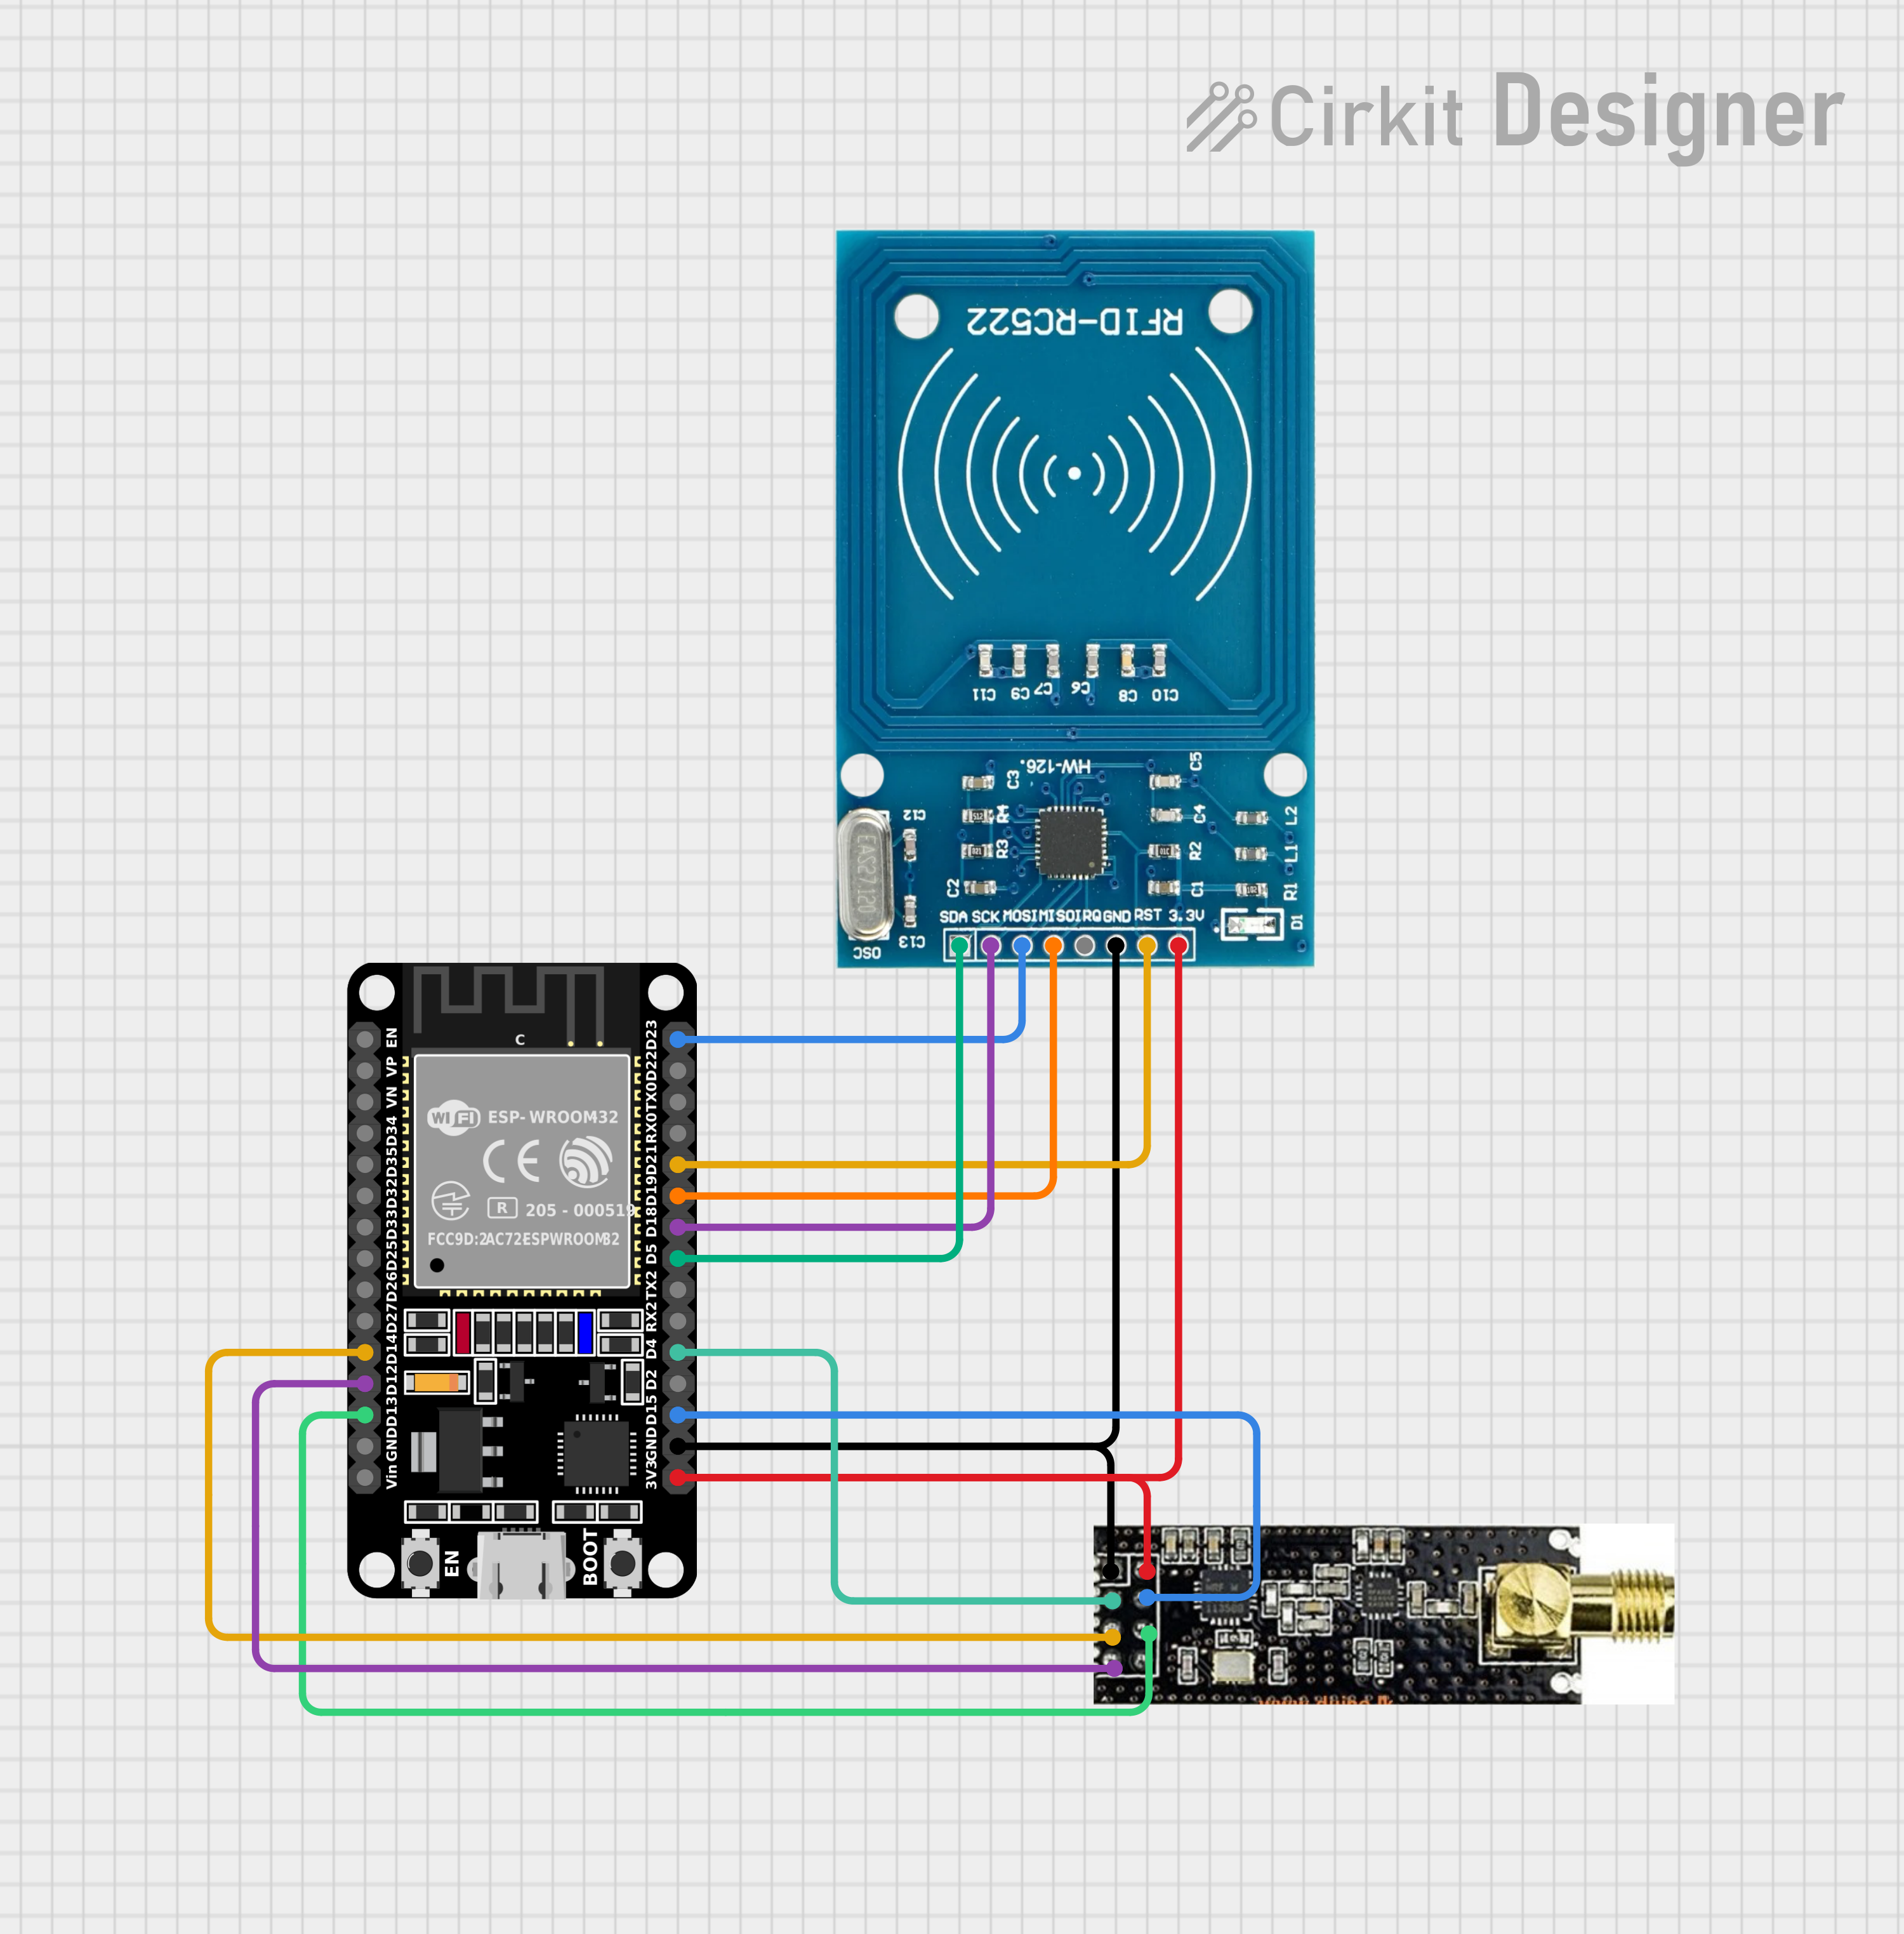 Cirkit Designer
RFID-RC522
C11 C9 C7 C6 C8 C10
HW-126.
C3
C5
C12
R4
C4
L2
R3
R2
L1
C2
C1
R1
SDA SCK MOSI MISO IRQ GND RST 3.3V
D1
C13
OSC
EAS27120
C
EN
VP
VN
D34
D35
D32
D33
D25
D26
D27
D14
D12
D13
GND
Vin
D23
D22
TX0
RX0
D21
D19
D18
D5
TX2
RX2
D4
D2
D15
GND
3V3
WiFi ESP-WROOM32
CE
R 205-000519
FCC9D:2AC72ESPWROOM32
EN
BOOT